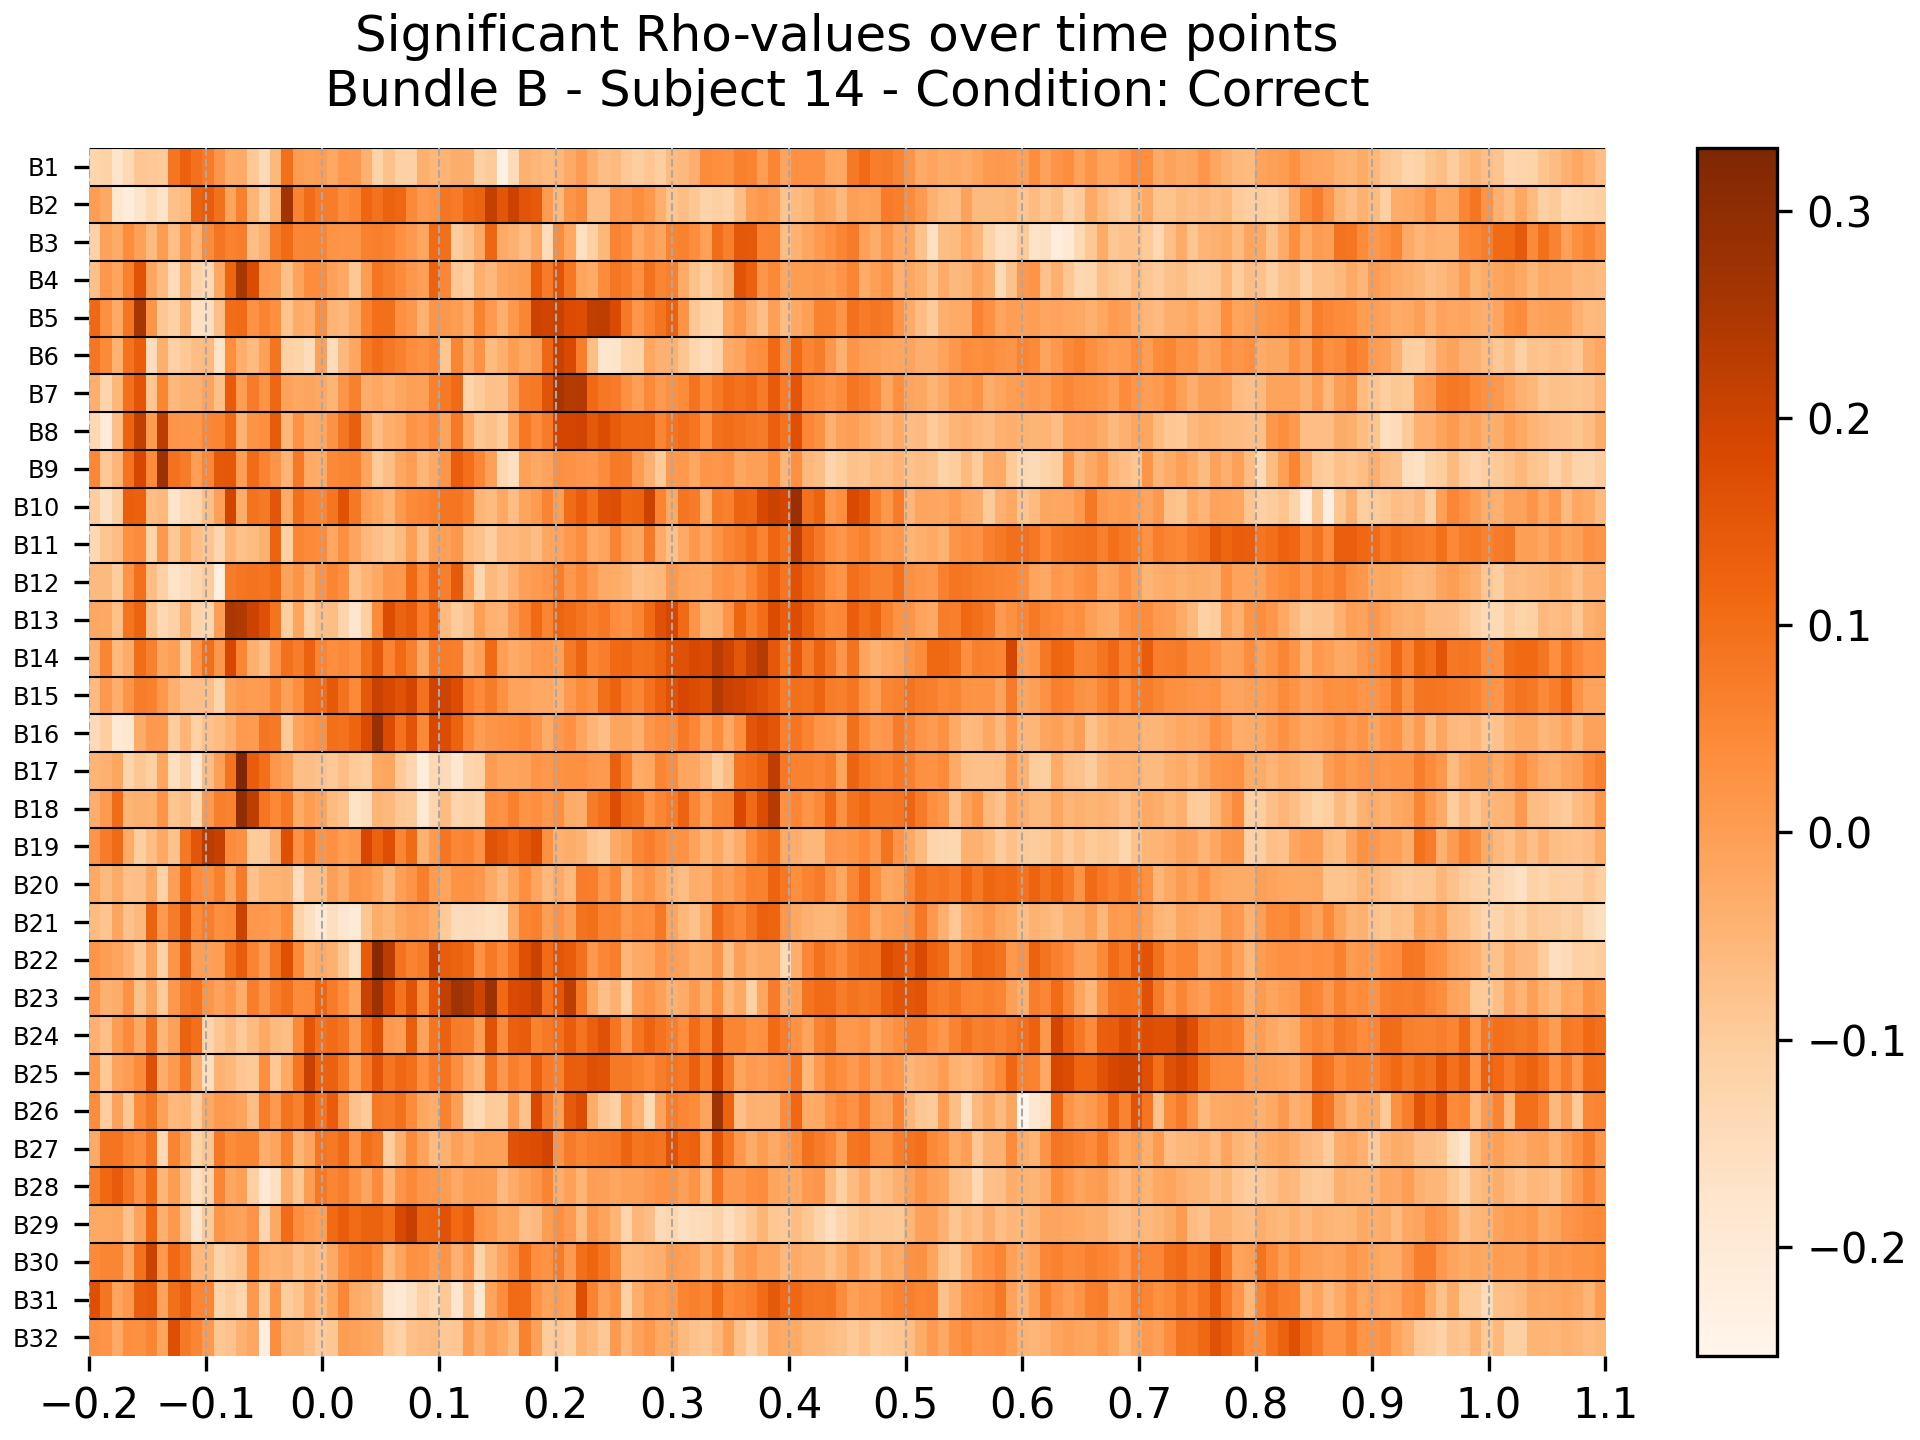 Significant Rho-values over time points
Bundle B - Subject 14 - Condition: Correct
B1
B2
B3
B4
B5
B6
B7
B8
B9
B10
B11
B12
B13
B14
B15
B16
B17
B18
B19
B20
B21
B22
B23
B24
B25
B26
B27
B28
B29
B30
B31
B32
−0.2 −0.1 0.0 0.1 0.2 0.3 0.4 0.5 0.6 0.7 0.8 0.9 1.0 1.1
0.3
0.2
0.1
0.0
−0.1
−0.2